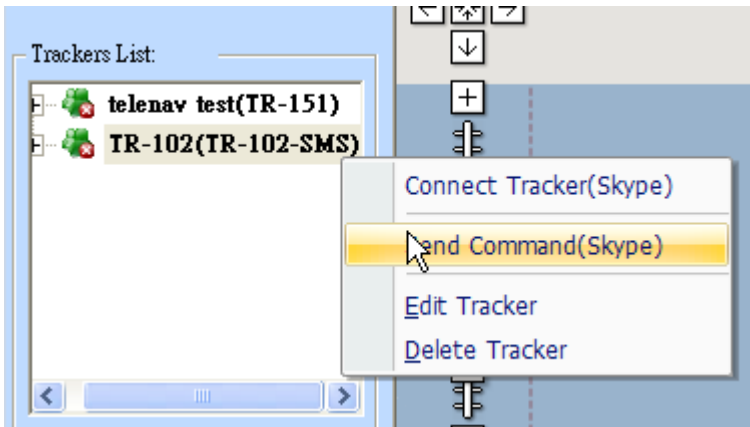 Trackers List:
telenav test(TR-151)
TR-102(TR-102-SMS)
Connect Tracker(Skype)
Send Command(Skype)
Edit Tracker
Delete Tracker